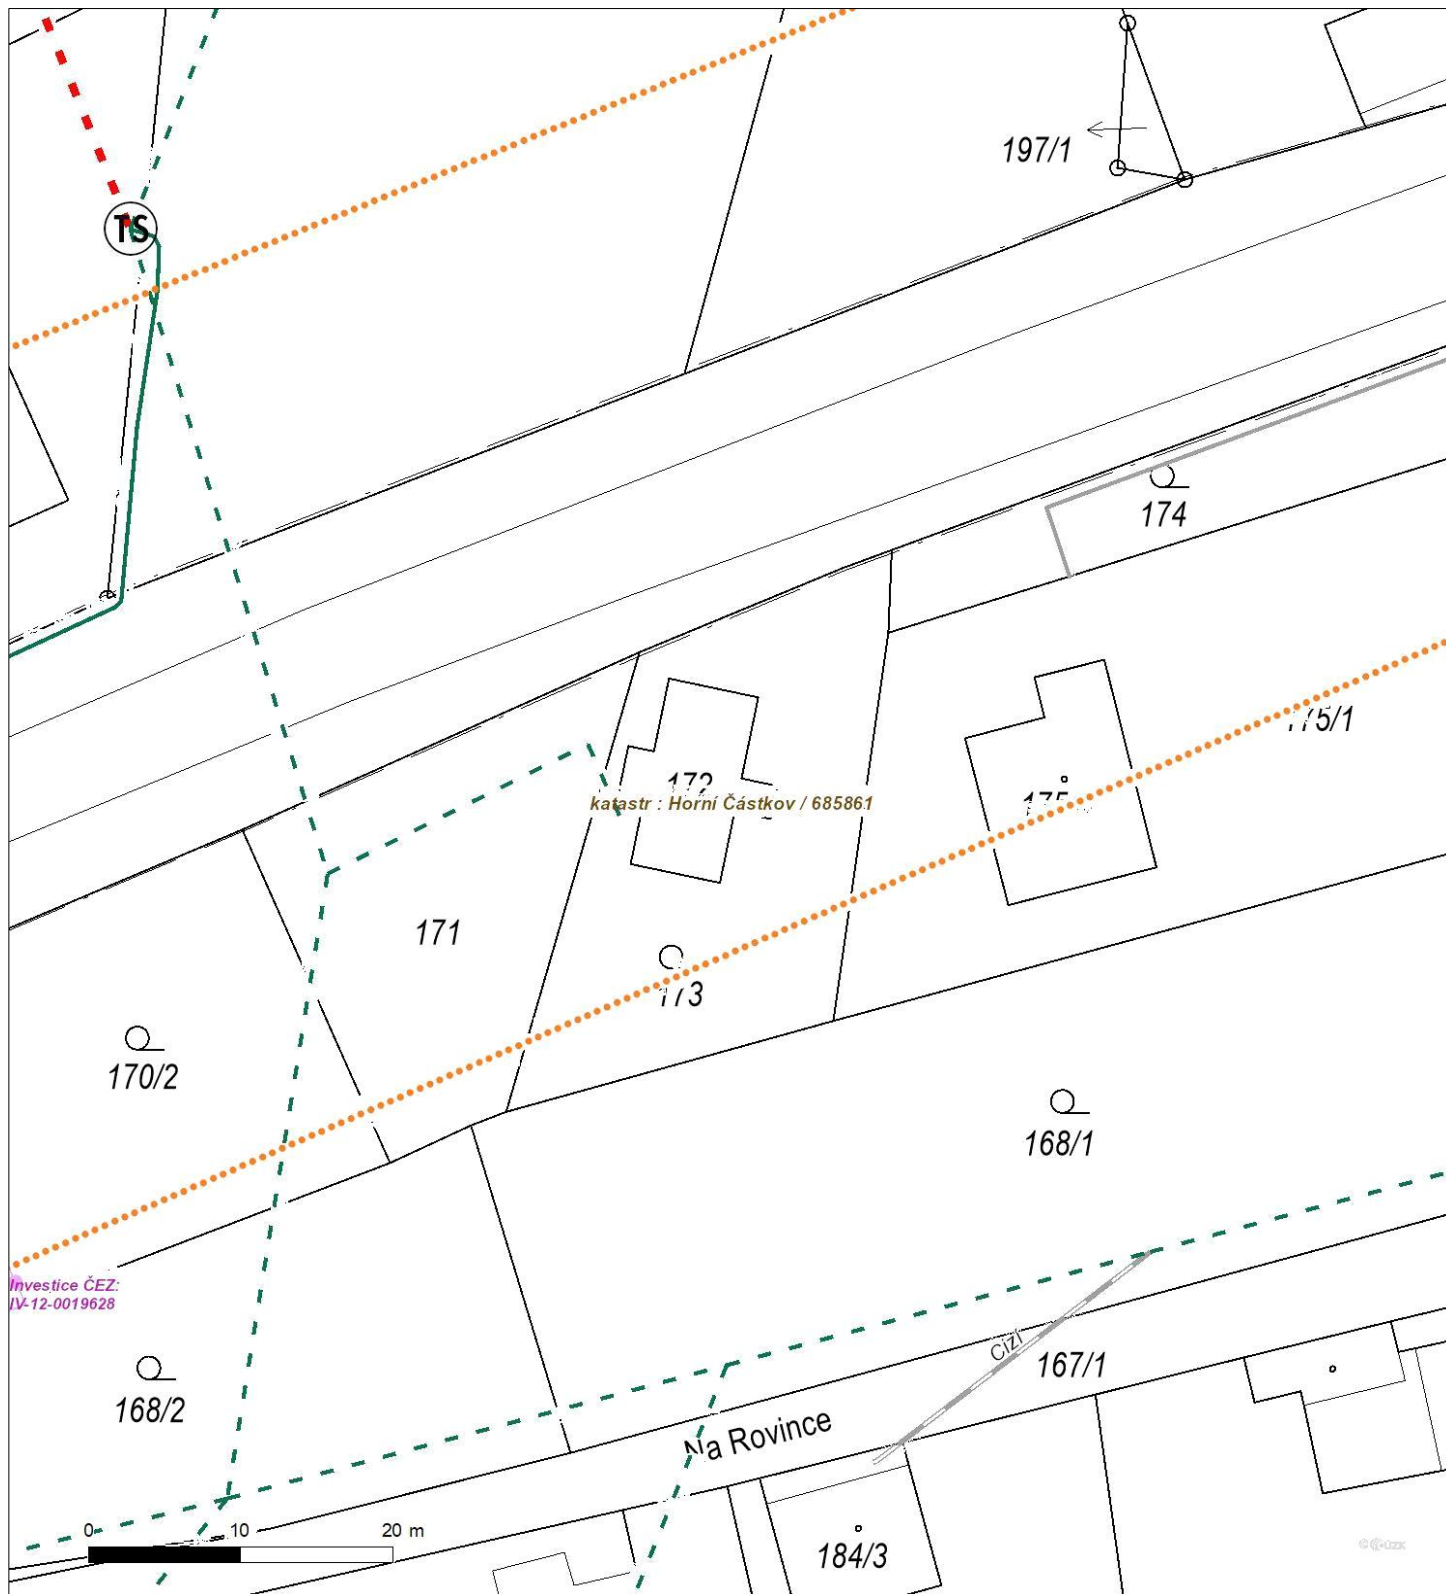 197/1
TS
174
175/1
172
katastr : Horní Částkov / 685861
171
173
170/2
168/1
Investice ČEZ:
IV-12-0019628
Cizí
167/1
168/2
Na Rovince
0 10 20 m
184/3